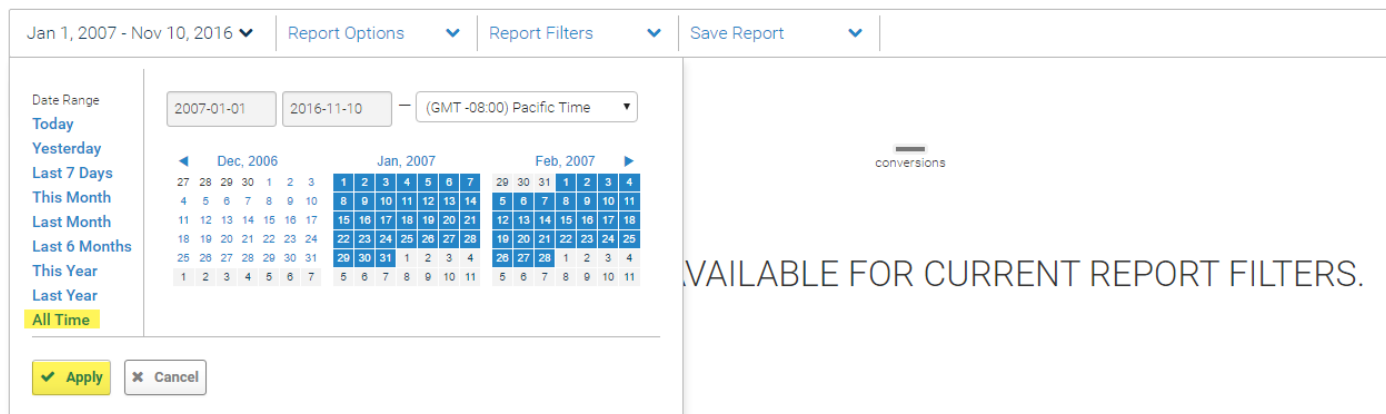 Jan 1, 2007 - Nov 10, 2016 Report Options Report Filters Save Report
Date Range
Today
Yesterday
Last 7 Days
This Month
Last Month
Last 6 Months
This Year
Last Year
All Time
2007-01-01 2016-11-10 — (GMT -08:00) Pacific Time
Dec, 2006 Jan, 2007 Feb, 2007
27 28 29 30 1 2 3 1 2 3 4 5 6 7 29 30 31 1 2 3 4
4 5 6 7 8 9 10 8 9 10 11 12 13 14 5 6 7 8 9 10 11
11 12 13 14 15 16 17 15 16 17 18 19 20 21 12 13 14 15 16 17 18
18 19 20 21 22 23 24 22 23 24 25 26 27 28 19 20 21 22 23 24 25
25 26 27 28 29 30 31 29 30 31 1 2 3 4 26 27 28 1 2 3 4
1 2 3 4 5 6 7 5 6 7 8 9 10 11 5 6 7 8 9 10 11
Apply Cancel
conversions
VAILABLE FOR CURRENT REPORT FILTERS.